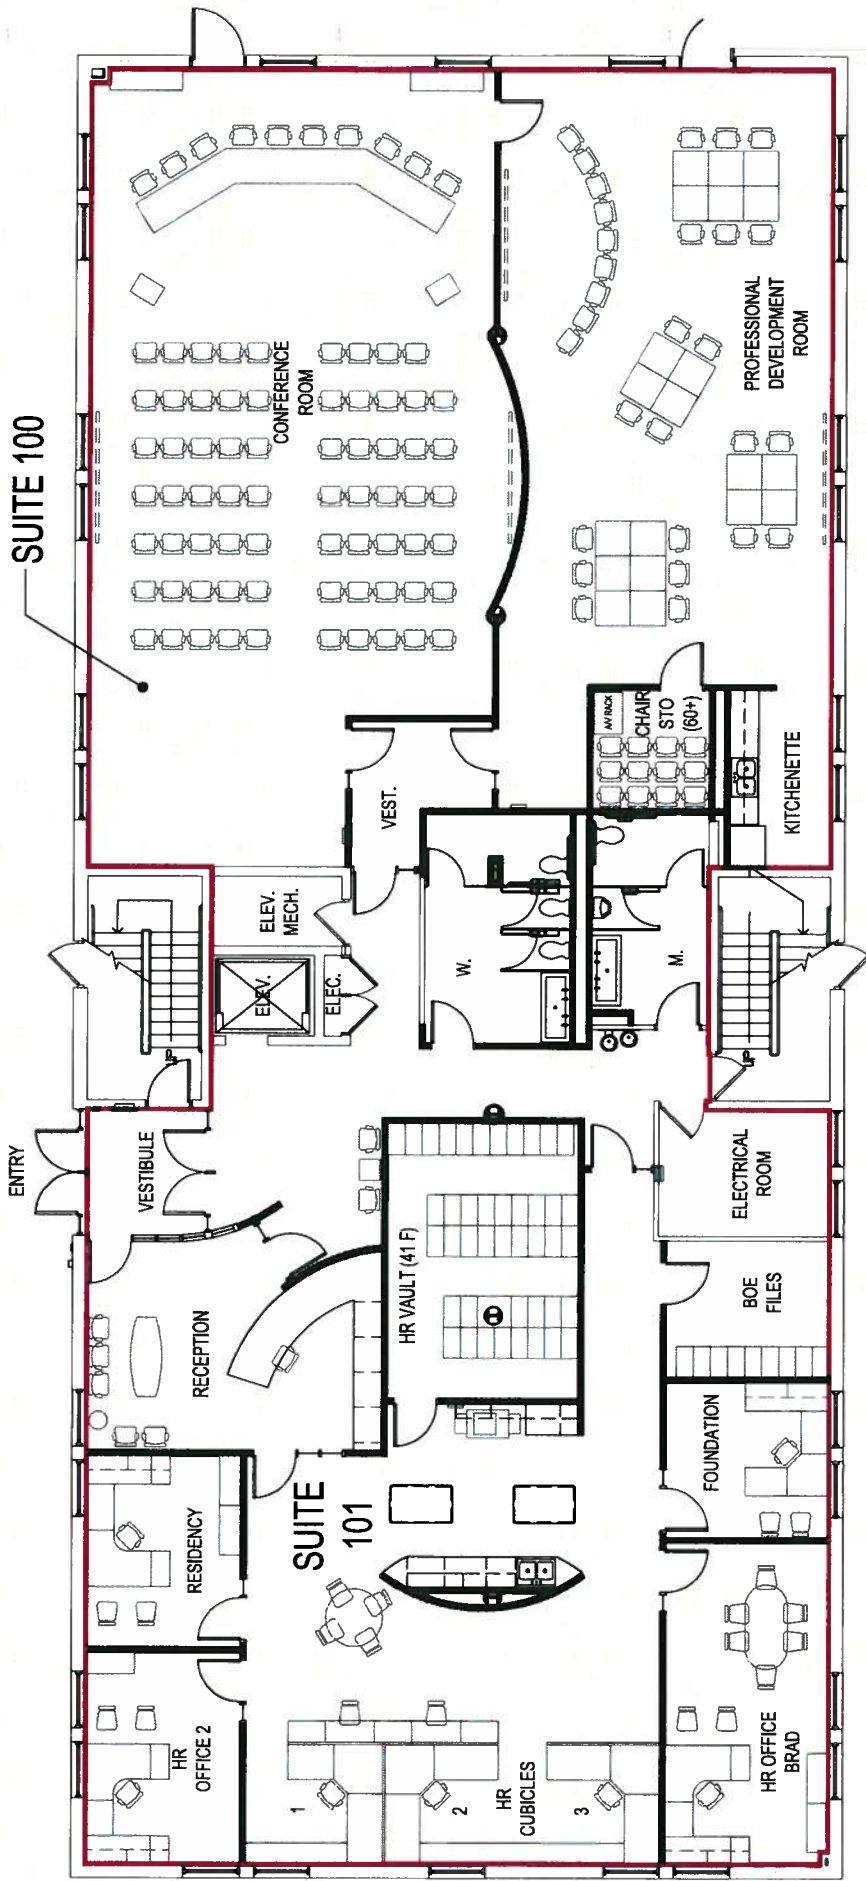 SUITE 100
CONFERENCE
ROOM
PROFESSIONAL
DEVELOPMENT
ROOM
A/V RACK
CHAIR
STO
(60+)
KITCHENETTE
VEST.
ELEV.
MECH.
ELEV.
ELEC.
W.
M.
UP
UP
ENTRY
VESTIBULE
ELECTRICAL
ROOM
HR VAULT (41 F)
BOE
FILES
RECEPTION
FOUNDATION
SUITE
101
RESIDENCY
HR
OFFICE 2
1
2
3
HR
CUBICLES
HR OFFICE
BRAD